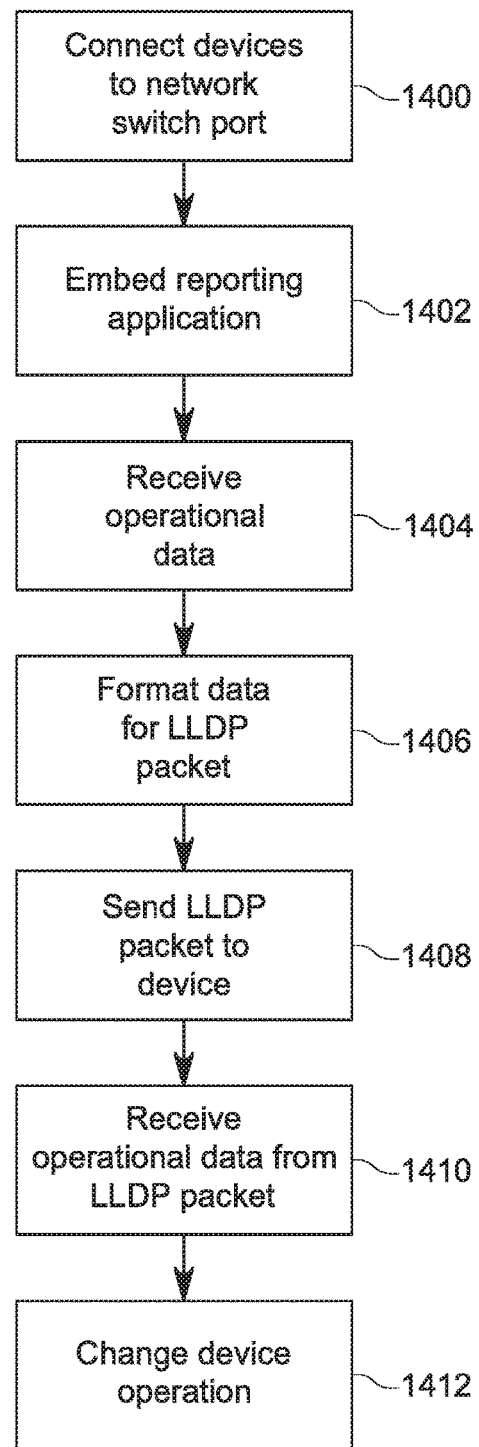 Connect devices
to network
switch port
1400
Embed reporting
application
1402
Receive
operational
data
1404
Format data
for LLDP
packet
1406
Send LLDP
packet to
device
1408
Receive
operational data from
LLDP packet
1410
Change device
operation
1412